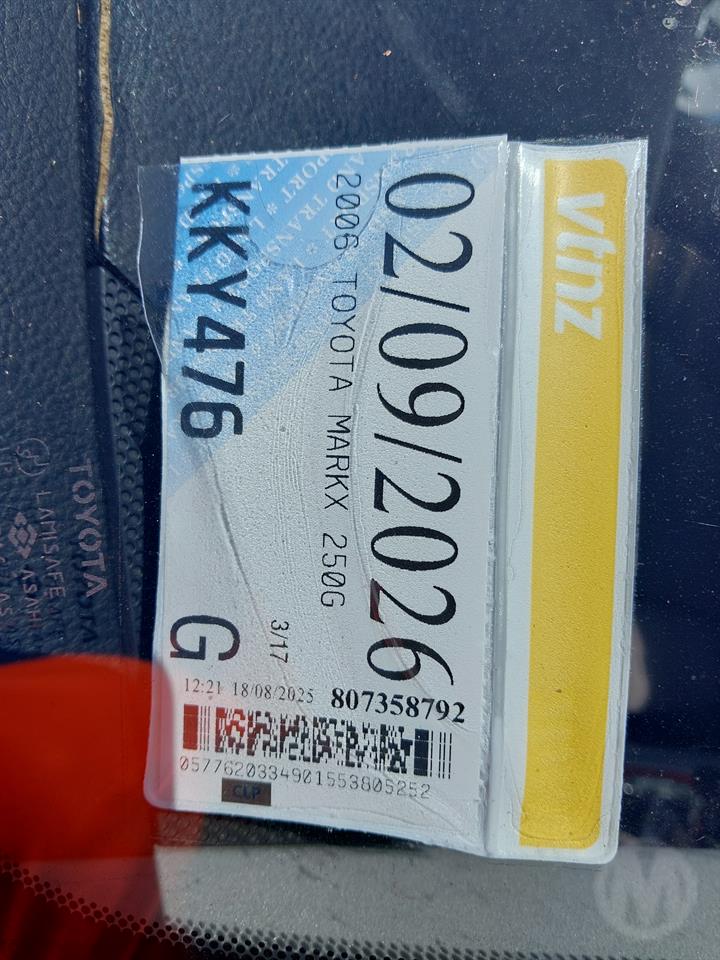 vtnz
02/09/2026
2006 TOYOTA MARKX 250G
3/17
KKY476
G
12:21 18/08/2025
807358792
0577620334901553805252
CLP
TOYOTA
LAMISAFE
ASAHI
M